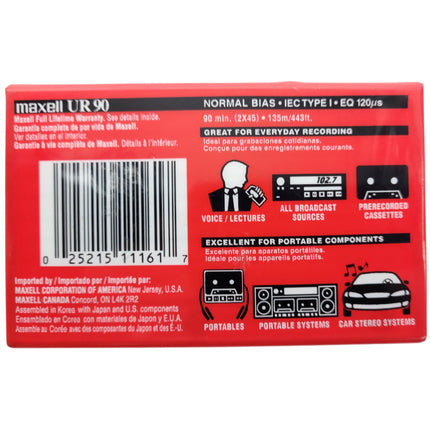 maxell UR 90
Maxell Full Lifetime Warranty. See details inside.
Garantía completa de por vida de Maxell.
Ver detalles en el interior.
Garantie à vie complète de Maxell. Détails à l'intérieur.
0 25215 11161 7
Imported by / Importado por / Importée par:
MAXELL CORPORATION OF AMERICA New Jersey, U.S.A.
MAXELL CANADA Concord, ON L4K 2R2
Assembled in Korea with Japan and U.S. components
Ensamblado en Corea con materiales de Japón y E.U.A.
Assemblé en Corée avec des composantes du Japon et des É.-U.
NORMAL BIAS • IEC TYPE I • EQ 120µs
90 min. (2X45) • 135m/443ft.
GREAT FOR EVERYDAY RECORDING
Ideal para grabaciones cotidianas.
Conçue pour des enregistrements courants.
102.7
VOICE / LECTURES
ALL BROADCAST
SOURCES
PRERECORDED
CASSETTES
EXCELLENT FOR PORTABLE COMPONENTS
Excelente para aparatos portátiles.
Idéale pour les appareils portatifs.
PORTABLES
PORTABLE SYSTEMS
CAR STEREO SYSTEMS